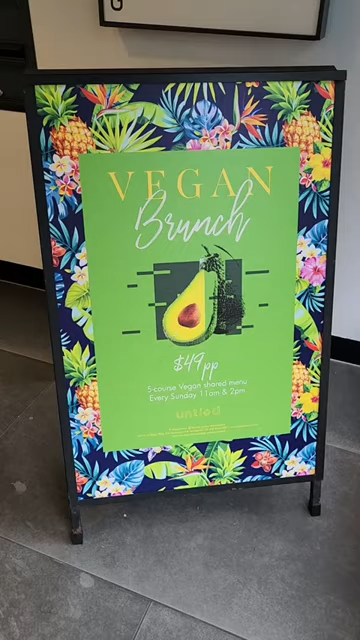 G
VEGAN
Brunch
$49pp
5-course Vegan shared menu
Every Sunday 11am & 2pm
untied